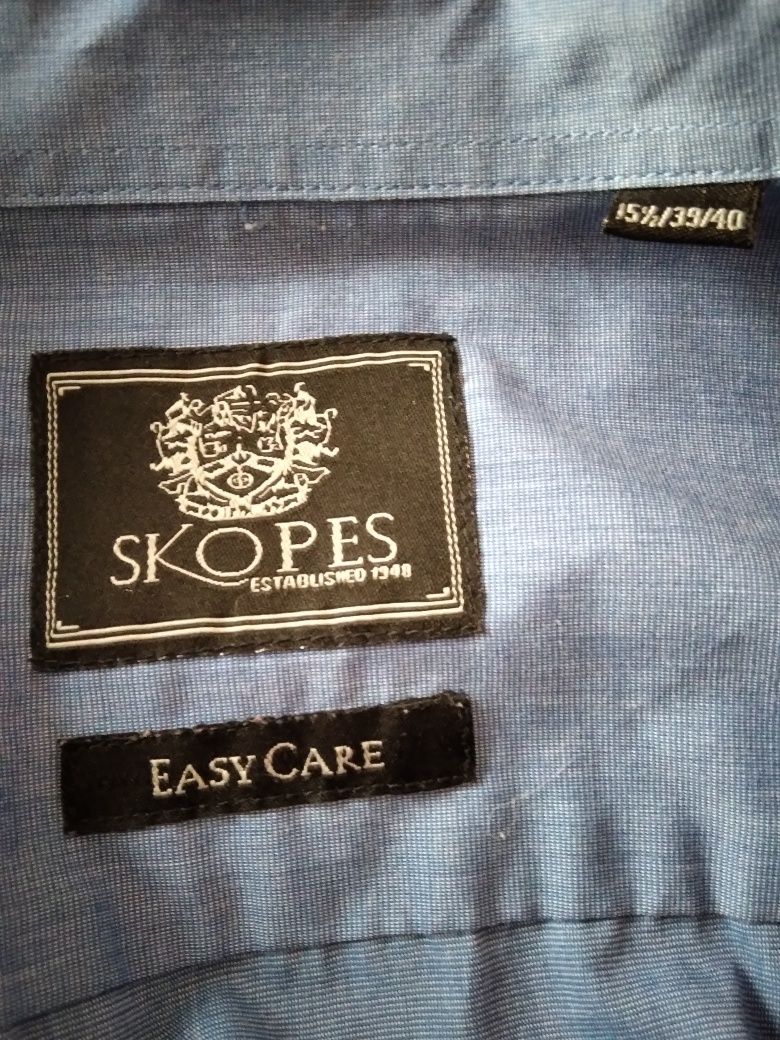 15½/39/40
SKOPES
ESTABLISHED 1948
EASY CARE